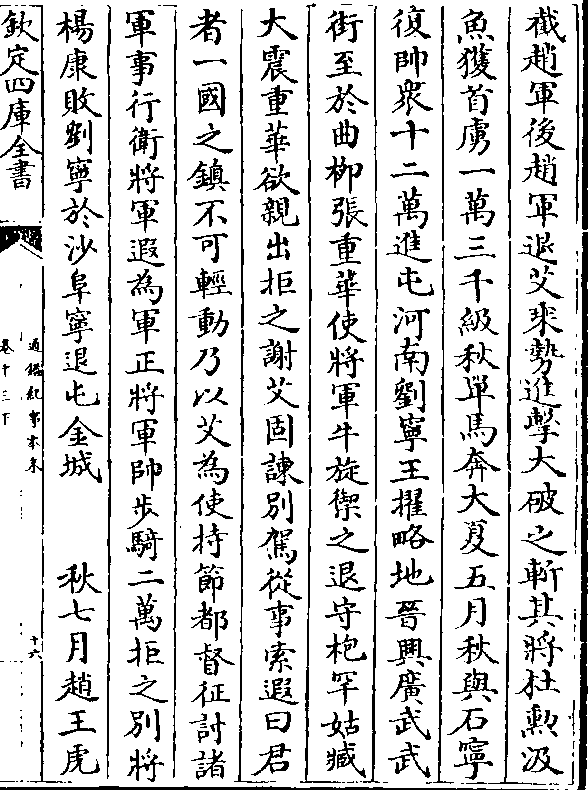 截趙軍後趙軍退艾乘勢進擊大破之斬其將杜勲汲
魚獲首虜一萬三千級秋單馬奔大夏五月秋與石寧
復帥衆十二萬進屯河南劉寧王擢略地晉興廣武武
街至於曲柳張重華使將軍牛旋禦之退守枹罕姑臧
大震重華欲親出拒之謝艾固諫別駕從事索遐曰君
者一國之鎮不可輕動乃以艾為使持節都督征討諸
軍事行衛將軍遐為軍正將軍帥步騎二萬拒之別將
楊康敗劉寧於沙阜寧退屯金城　秋七月趙王虎
欽定四庫全書
通鑑紀事本末
卷十三下
十六